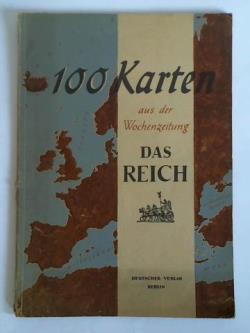 100 Karten
aus der
Wochenzeitung
DAS
REICH
DEUTSCHER VERLAG
BERLIN